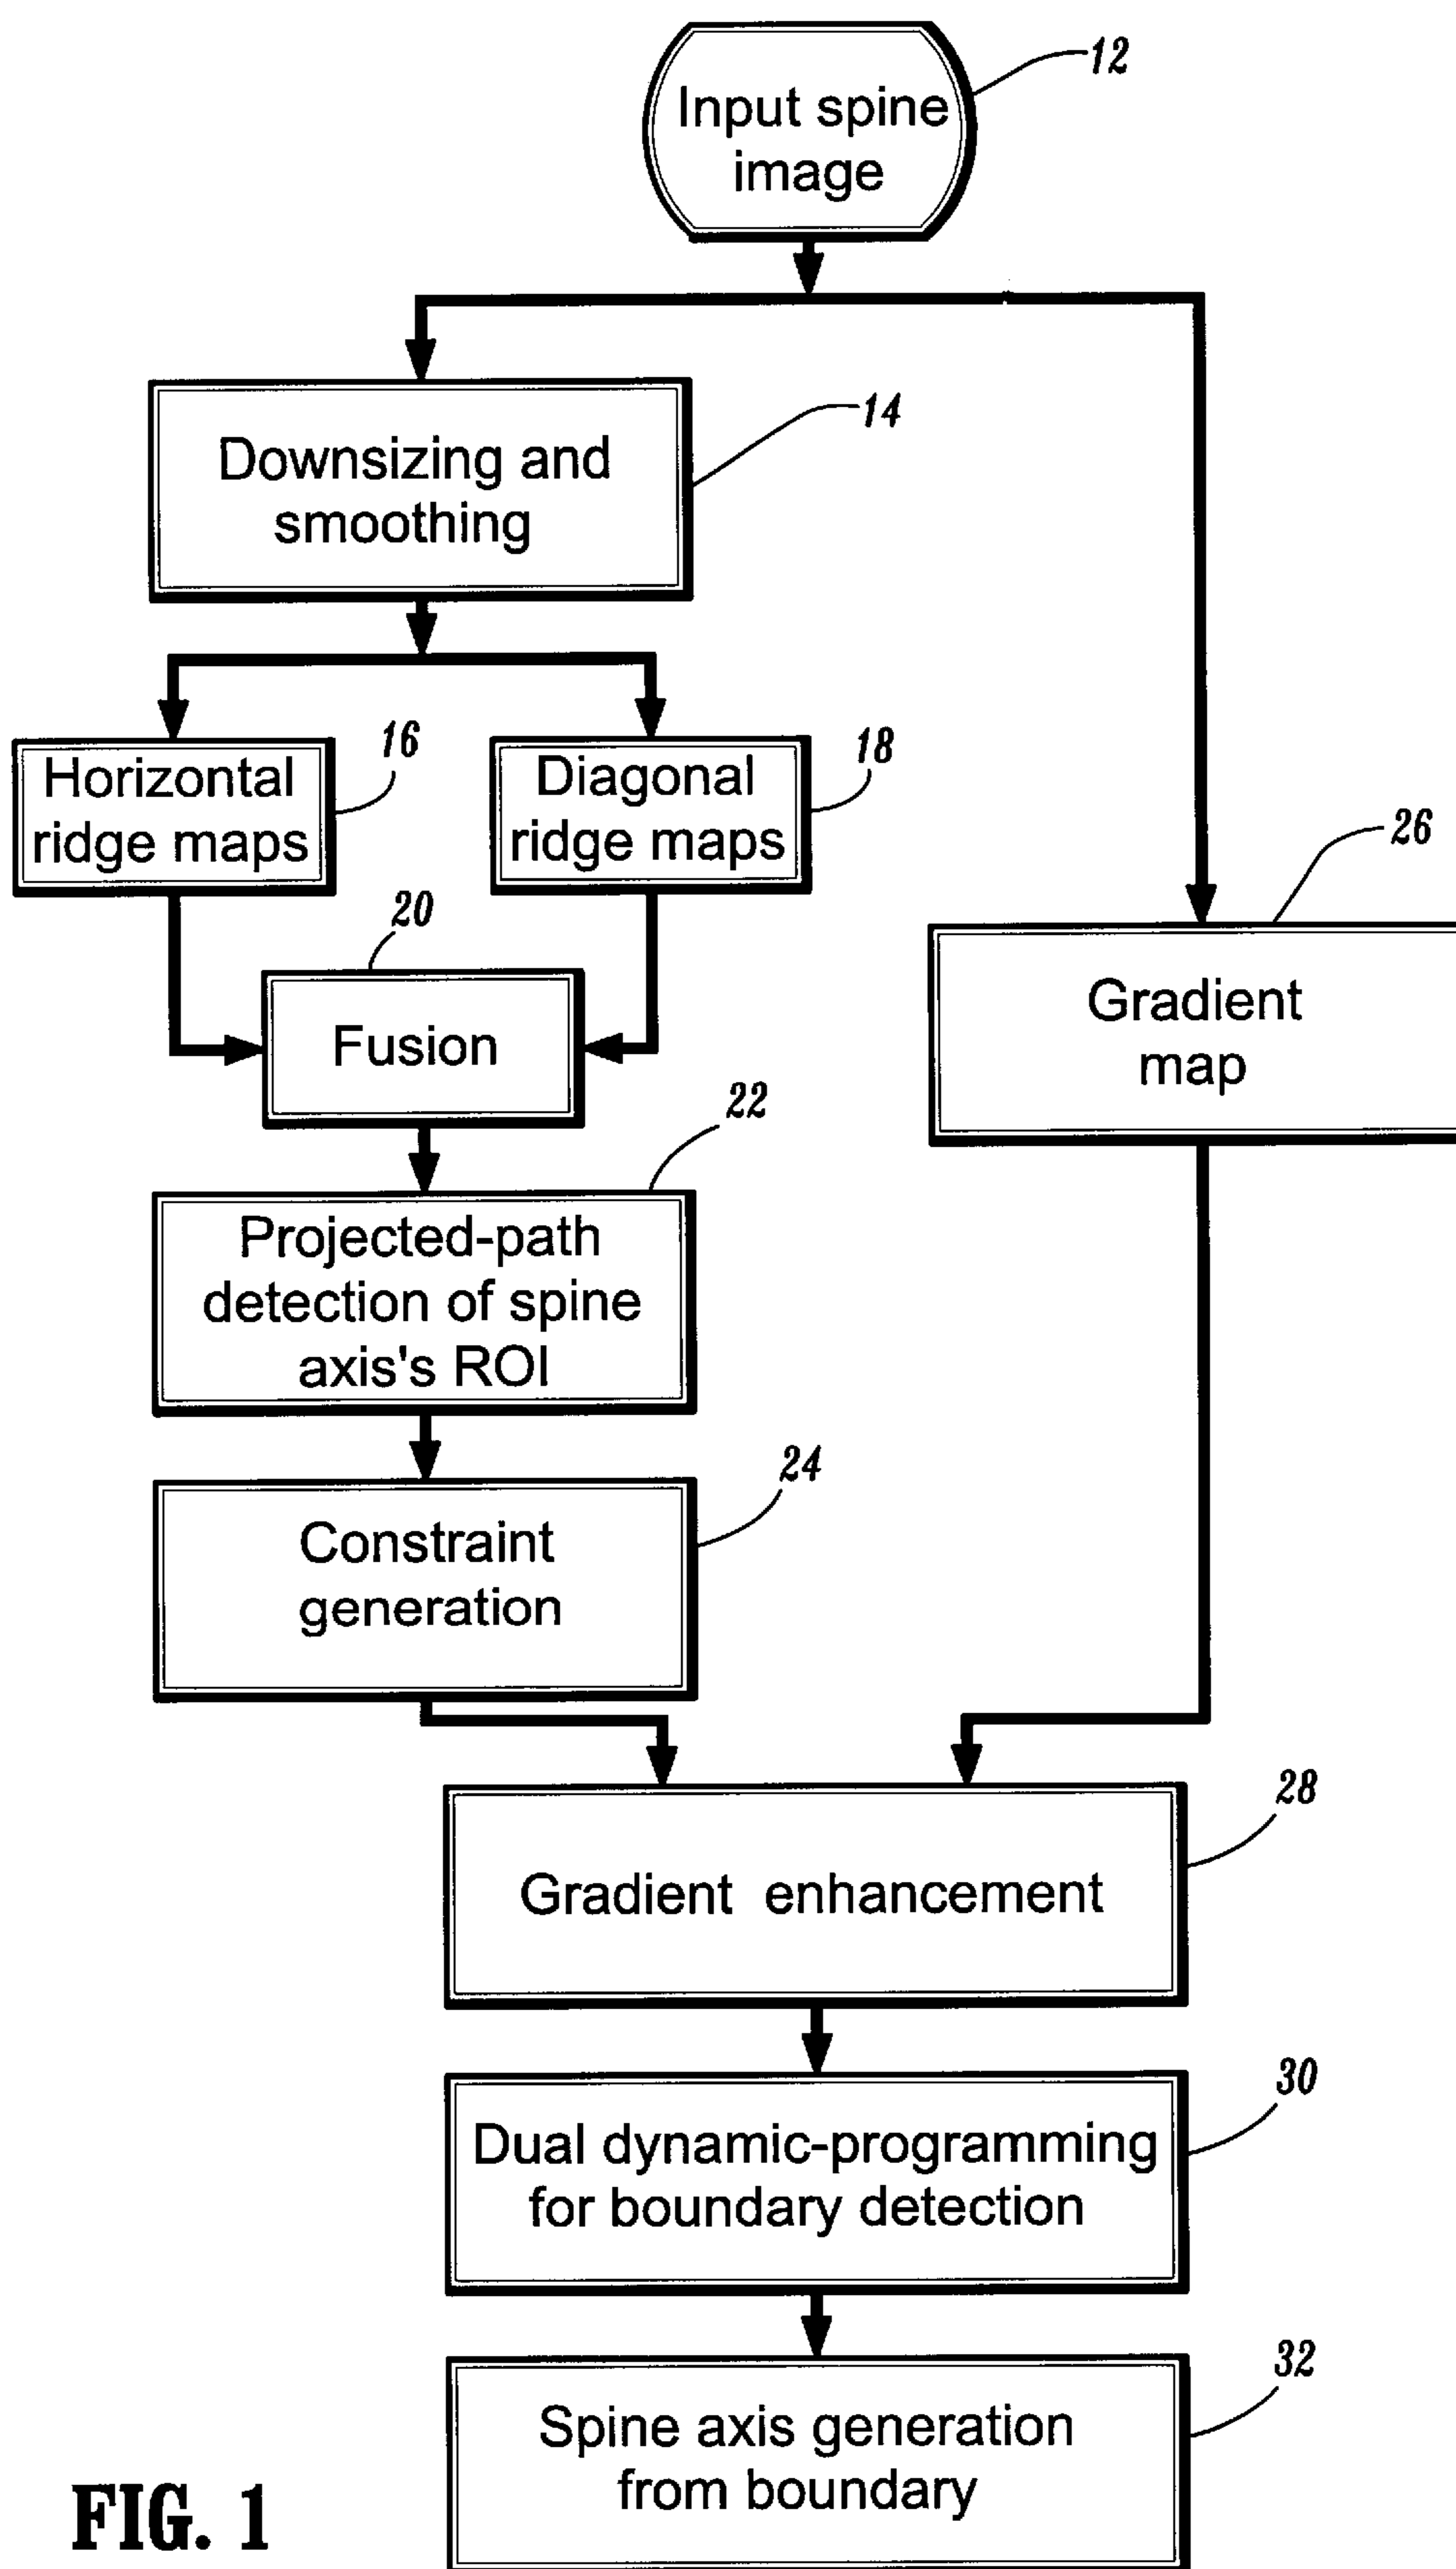 Input spine
image
12
Downsizing and
smoothing
14
Horizontal
ridge maps
16
Diagonal
ridge maps
18
20
Fusion
26
Gradient
map
22
Projected-path
detection of spine
axis's ROI
24
Constraint
generation
28
Gradient enhancement
30
Dual dynamic-programming
for boundary detection
32
Spine axis generation
from boundary
FIG. 1